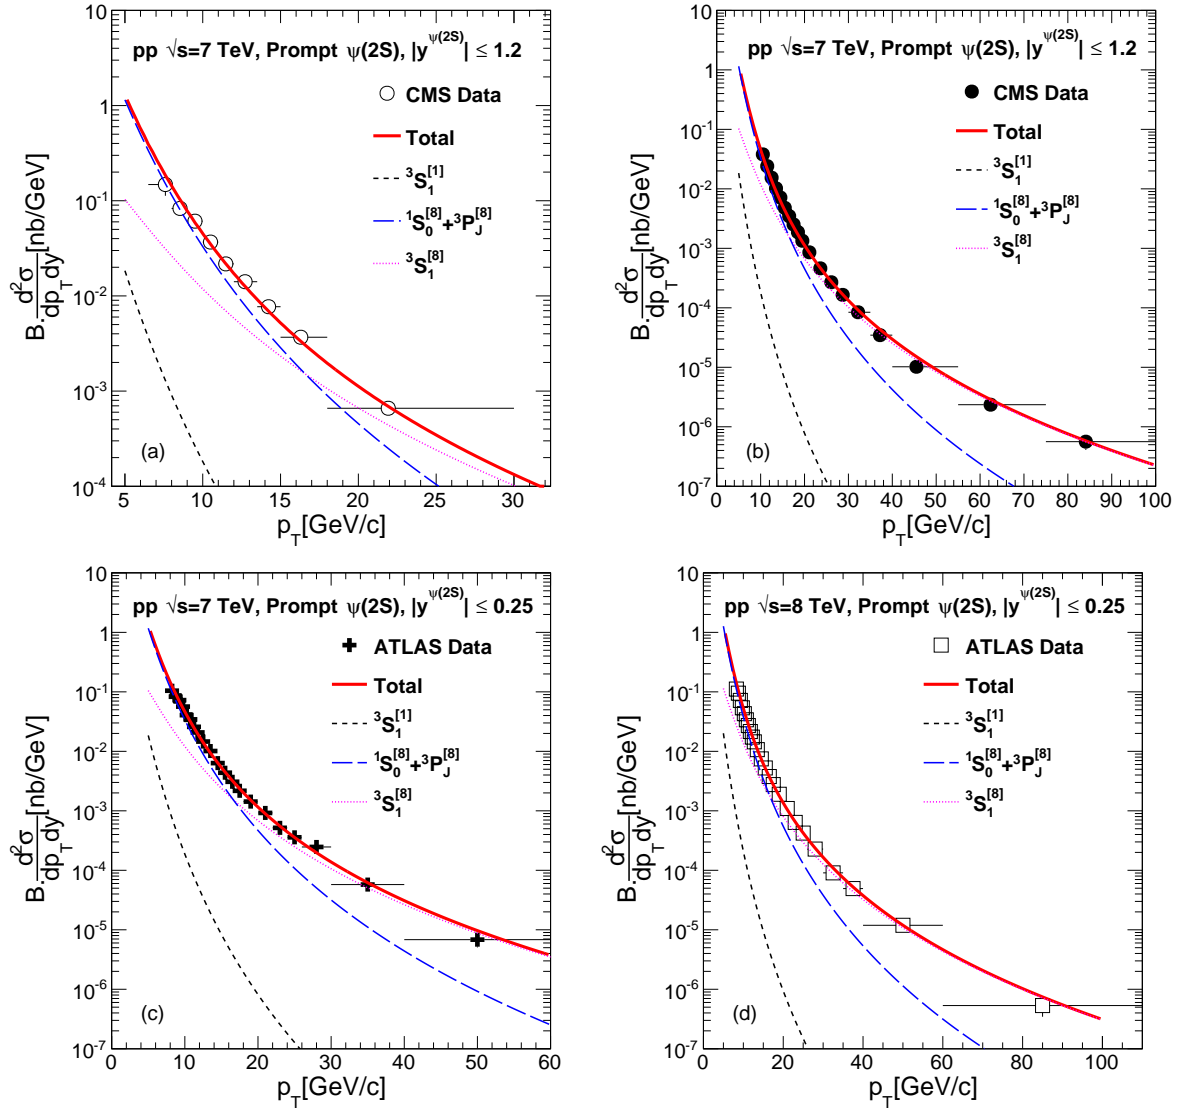 pp √s=7 TeV, Prompt ψ(2S), |y^ψ(2S)| ≤ 1.2
CMS Data
Total
³S₁^[1]
¹S₀^[8]+³P_J^[8]
³S₁^[8]
B.d²σ/dp_T dy[nb/GeV]
10
1
10⁻¹
10⁻²
10⁻³
10⁻⁴
(a)
5 10 15 20 25 30
p_T[GeV/c]
pp √s=7 TeV, Prompt ψ(2S), |y^ψ(2S)| ≤ 1.2
CMS Data
Total
³S₁^[1]
¹S₀^[8]+³P_J^[8]
³S₁^[8]
B.d²σ/dp_T dy[nb/GeV]
10
1
10⁻¹
10⁻²
10⁻³
10⁻⁴
10⁻⁵
10⁻⁶
10⁻⁷
(b)
0 10 20 30 40 50 60 70 80 90 100
p_T[GeV/c]
pp √s=7 TeV, Prompt ψ(2S), |y^ψ(2S)| ≤ 0.25
ATLAS Data
Total
³S₁^[1]
¹S₀^[8]+³P_J^[8]
³S₁^[8]
B.d²σ/dp_T dy[nb/GeV]
10
1
10⁻¹
10⁻²
10⁻³
10⁻⁴
10⁻⁵
10⁻⁶
10⁻⁷
(c)
0 10 20 30 40 50 60
p_T[GeV/c]
pp √s=8 TeV, Prompt ψ(2S), |y^ψ(2S)| ≤ 0.25
ATLAS Data
Total
³S₁^[1]
¹S₀^[8]+³P_J^[8]
³S₁^[8]
B.d²σ/dp_T dy[nb/GeV]
10
1
10⁻¹
10⁻²
10⁻³
10⁻⁴
10⁻⁵
10⁻⁶
10⁻⁷
(d)
0 20 40 60 80 100
p_T[GeV/c]